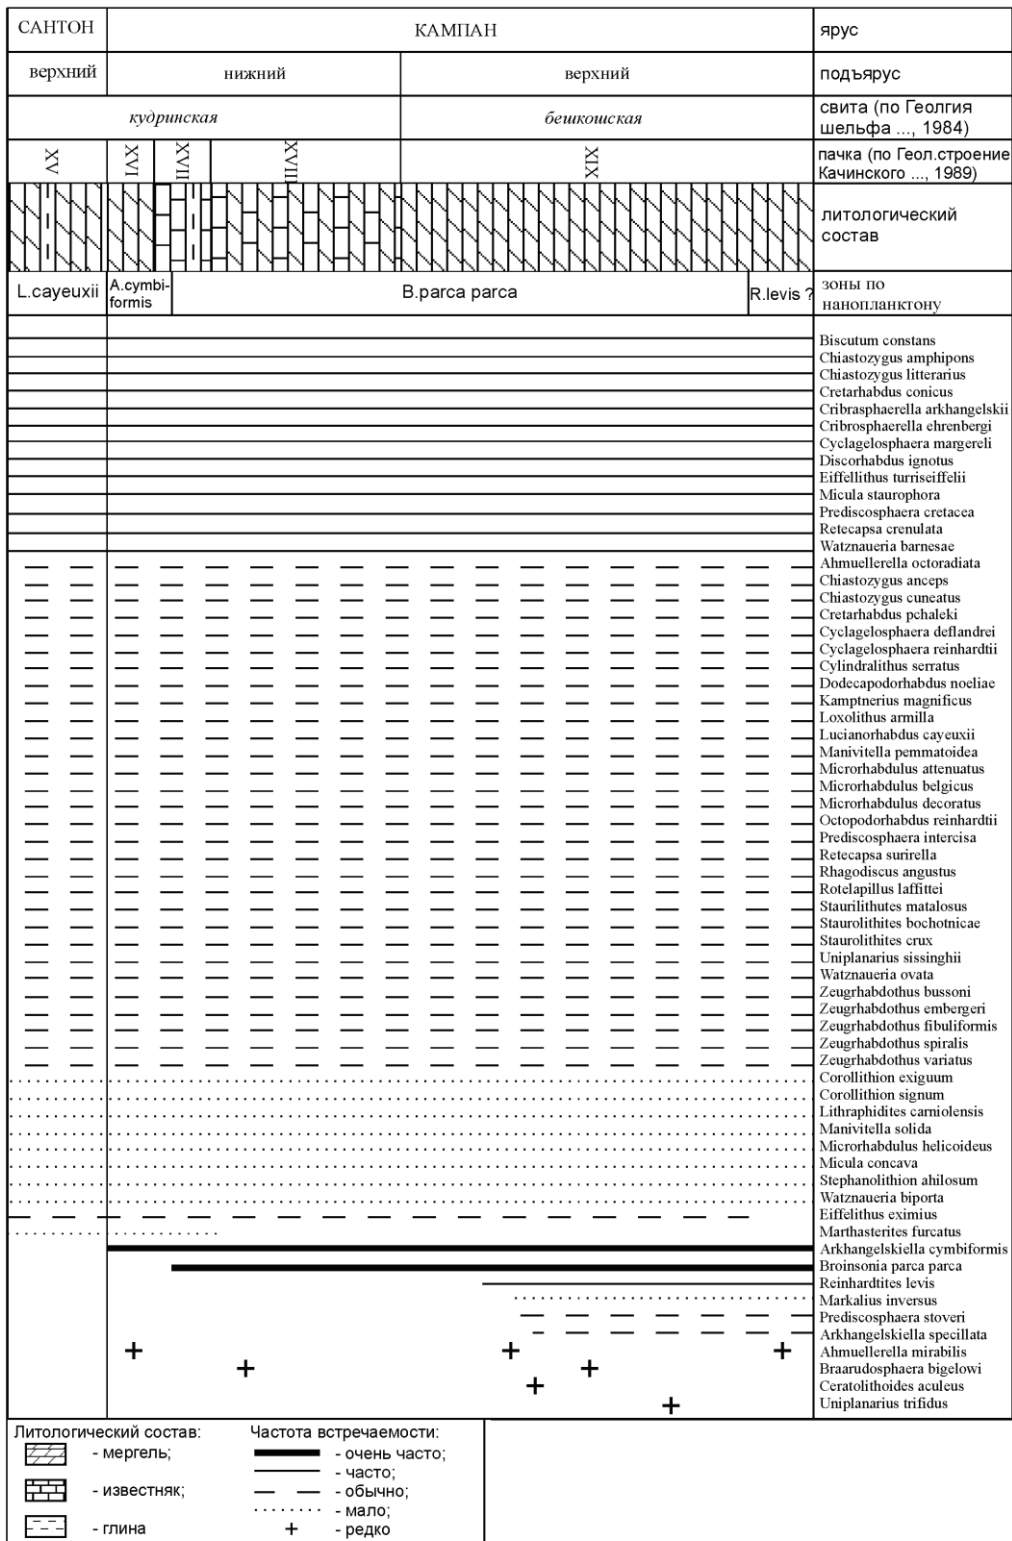 САНТОН КАМПАН ярус
верхний нижний верхний подъярус
кудринская бешкошская свита (по Геолгия
шельфа ..., 1984)
XV XVI XVII XVIII XIX пачка (по Геол.строение
Качинского ..., 1989)
литологический
состав
L.cayeuxii A.cymbi-
formis B.parca parca R.levis ? зоны по
нанопланктону
Biscutum constans
Chiastozygus amphipons
Chiastozygus litterarius
Cretarhabdus conicus
Cribrasphaerella arkhangelskii
Cribrosphaerella ehrenbergi
Cyclagelosphaera margereli
Discorhabdus ignotus
Eiffellithus turriseiffelii
Micula staurophora
Prediscosphaera cretacea
Retecapsa crenulata
Watznaueria barnesae
Ahmuellerella octoradiata
Chiastozygus anceps
Chiastozygus cuneatus
Cretarhabdus pchaleki
Cyclagelosphaera deflandrei
Cyclagelosphaera reinhardtii
Cylindralithus serratus
Dodecapodorhabdus noeliae
Kamptnerius magnificus
Loxolithus armilla
Lucianorhabdus cayeuxii
Manivitella pemmatoidea
Microrhabdulus attenuatus
Microrhabdulus belgicus
Microrhabdulus decoratus
Octopodorhabdus reinhardtii
Prediscosphaera intercisa
Retecapsa surirella
Rhagodiscus angustus
Rotelapillus laffittei
Staurilithutes matalosus
Staurolithites bochotnicae
Staurolithites crux
Uniplanarius sissinghii
Watznaueria ovata
Zeugrhabdothus bussoni
Zeugrhabdothus embergeri
Zeugrhabdothus fibuliformis
Zeugrhabdothus spiralis
Zeugrhabdothus variatus
Corollithion exiguum
Corollithion signum
Lithraphidites carniolensis
Manivitella solida
Microrhabdulus helicoideus
Micula concava
Stephanolithion ahilosum
Watznaueria biporta
Eiffelithus eximius
Marthasterites furcatus
Arkhangelskiella cymbiformis
Broinsonia parca parca
Reinhardtites levis
Markalius inversus
Prediscosphaera stoveri
Arkhangelskiella specillata
Ahmuellerella mirabilis
Braarudosphaera bigelowi
Ceratolithoides aculeus
Uniplanarius trifidus
Литологический состав: Частота встречаемости:
- мергель; - очень часто;
- часто;
- известняк; - обычно;
- мало;
- глина + - редко